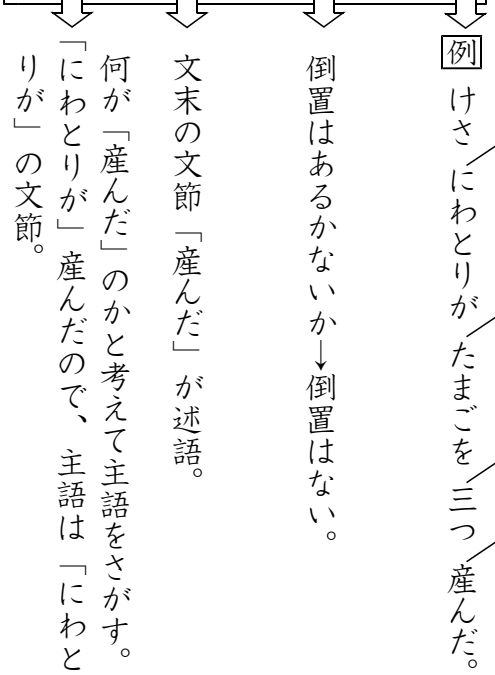 例 けさ/にわとりが/たまごを/三つ/産んだ。
倒置はあるかないか→倒置はない。
文末の文節「産んだ」が述語。
何が「産んだ」のかと考えて主語をさがす。
「にわとりが」産んだので、主語は「にわと
りが」の文節。